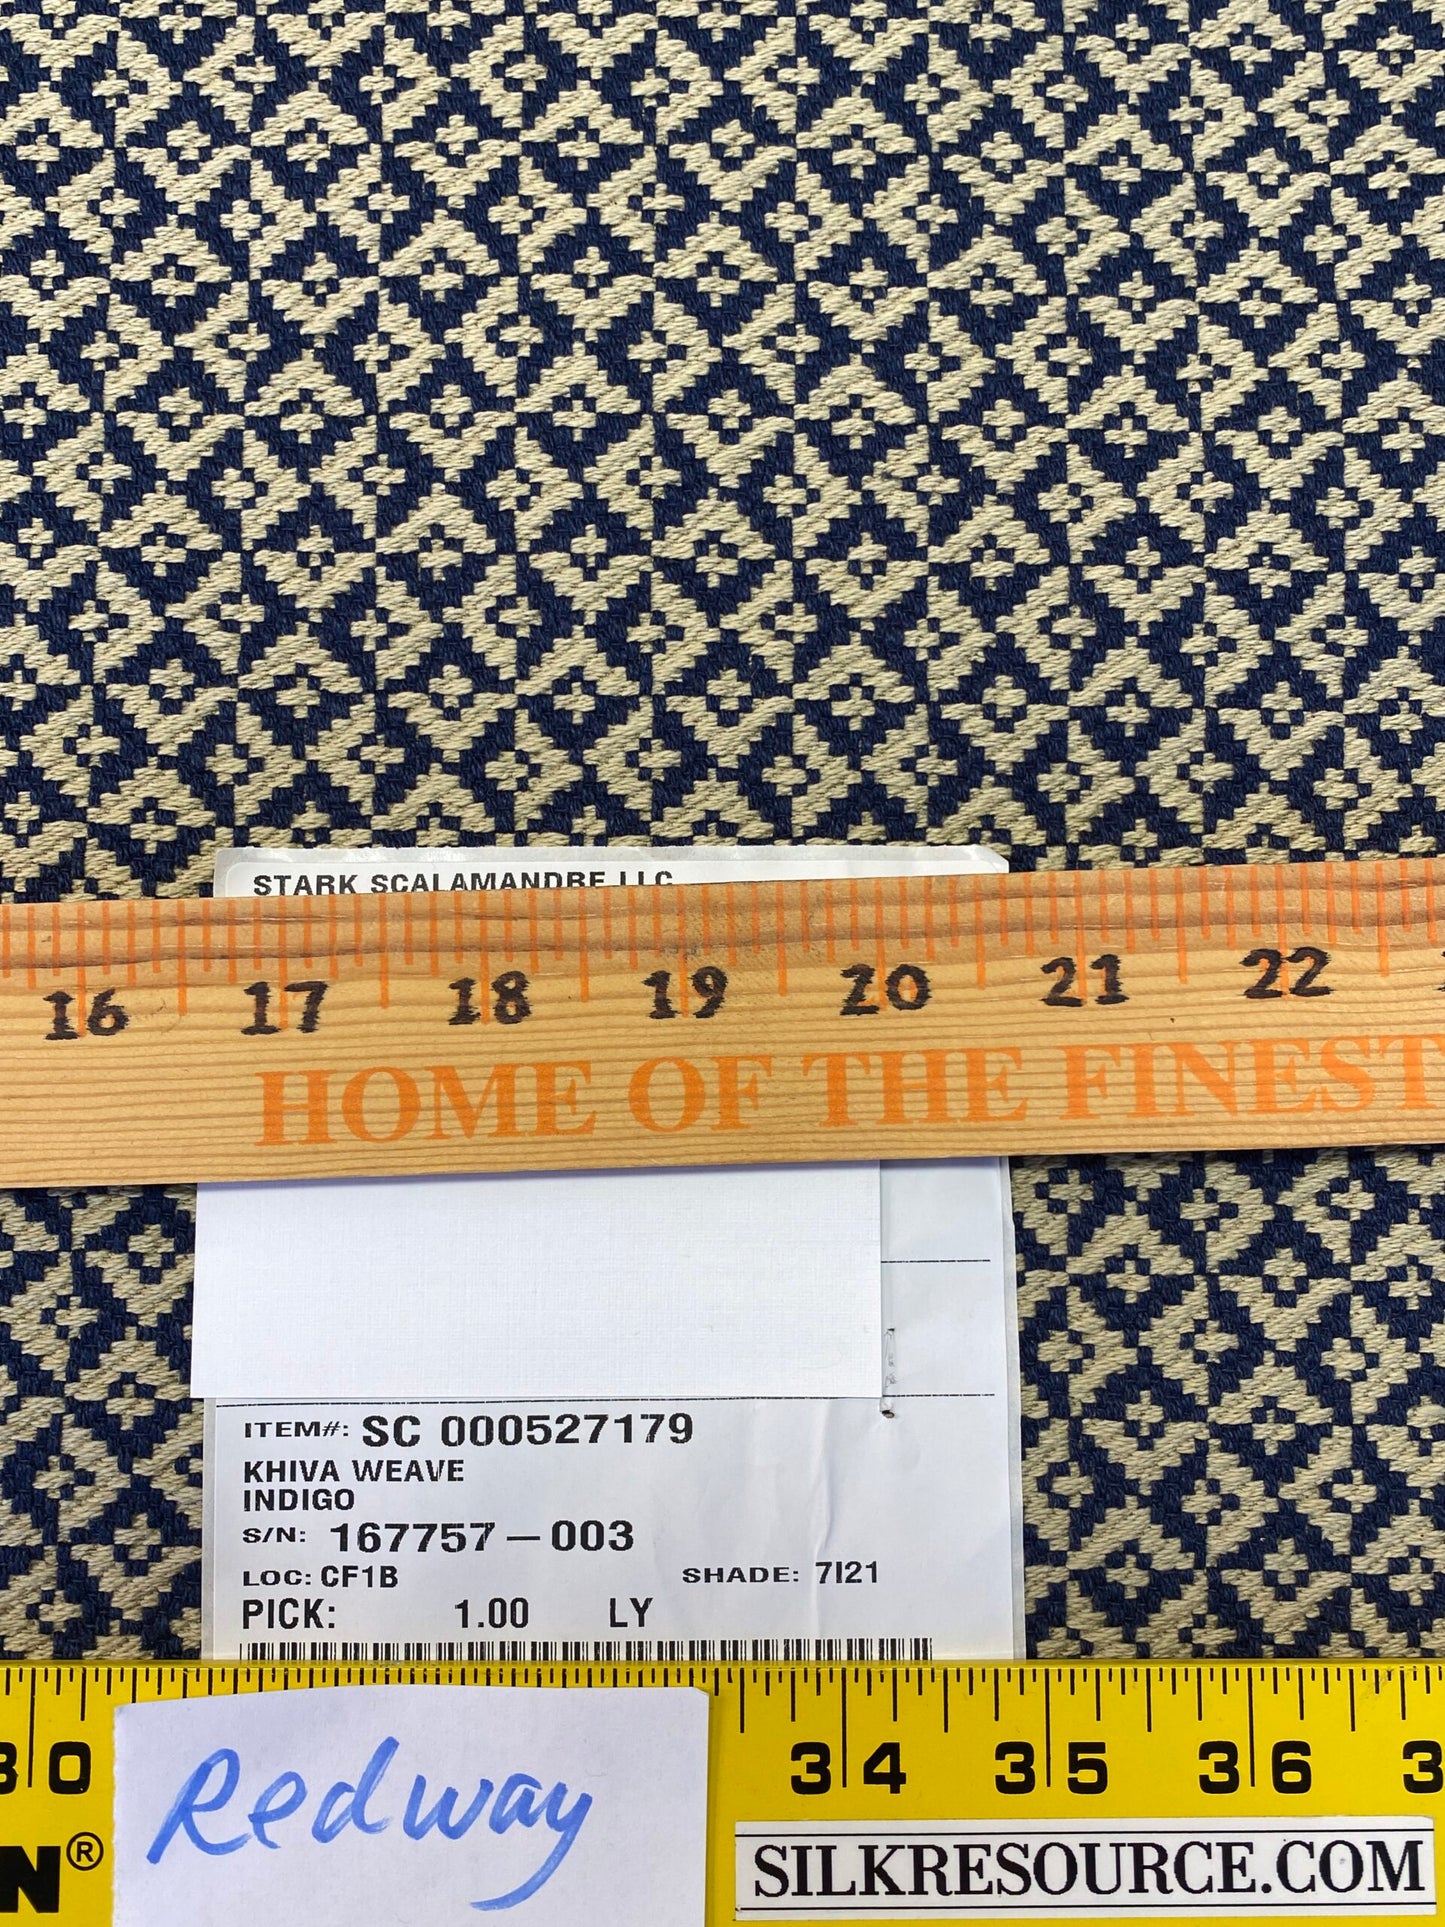 STARK SCALAMANDRE LLC
16 17 18 19 20 21 22
HOME OF THE FINEST
ITEM#: SC 000527179
KHIVA WEAVE
INDIGO
S/N: 167757-003
LOC: CF1B SHADE: 7I21
PICK: 1.00 LY
30 34 35 36 3
N®
Redway
SILKRESOURCE.COM